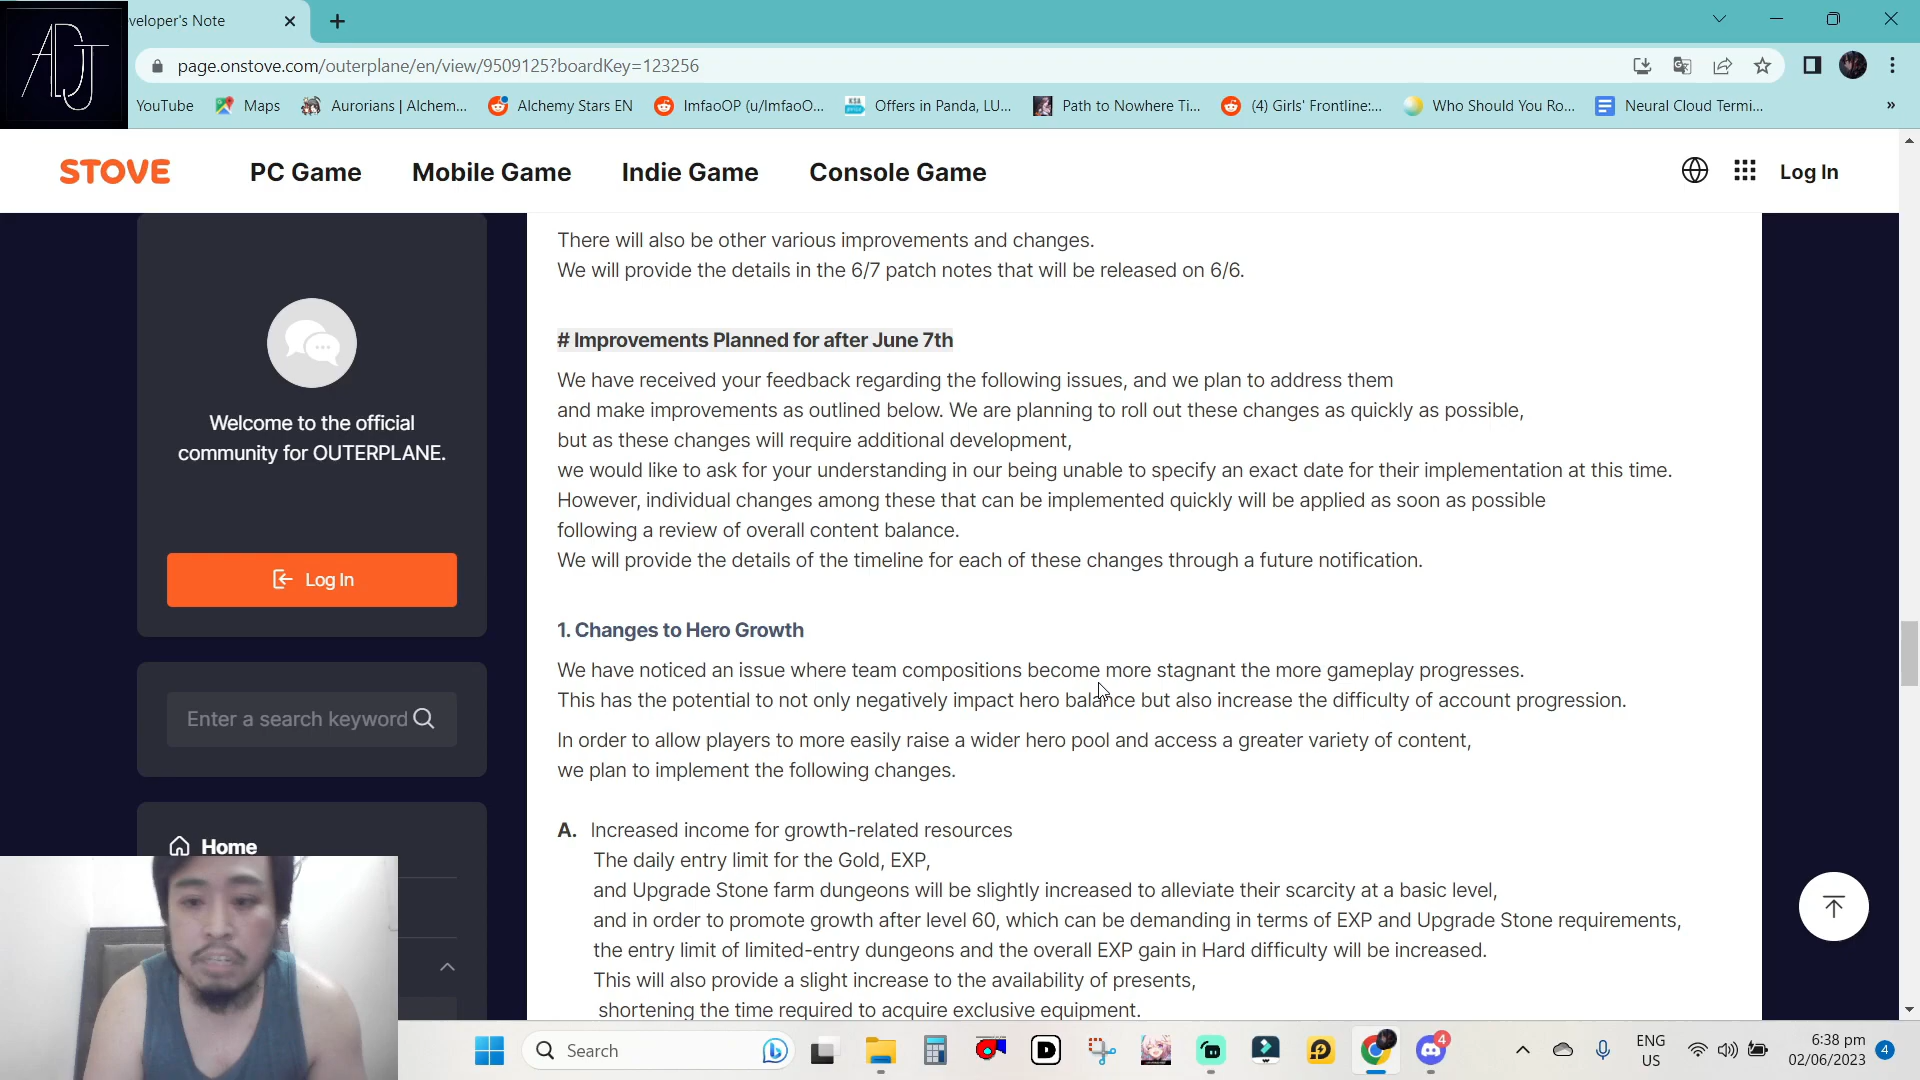 ADJ
veloper's Note
page.onstove.com/outerplane/en/view/9509125?boardKey=123256
YouTube
Maps
Aurorians | Alchem...
Alchemy Stars EN
lmfaoOP (u/lmfaoO...
Offers in Panda, LU...
Path to Nowhere Ti...
(4) Girls' Frontline:...
Who Should You Ro...
Neural Cloud Termi...
»
STOVE
PC Game
Mobile Game
Indie Game
Console Game
Log In
There will also be other various improvements and changes.
We will provide the details in the 6/7 patch notes that will be released on 6/6.
# Improvements Planned for after June 7th
We have received your feedback regarding the following issues, and we plan to address them
and make improvements as outlined below. We are planning to roll out these changes as quickly as possible,
but as these changes will require additional development,
we would like to ask for your understanding in our being unable to specify an exact date for their implementation at this time.
However, individual changes among these that can be implemented quickly will be applied as soon as possible
following a review of overall content balance.
We will provide the details of the timeline for each of these changes through a future notification.
1. Changes to Hero Growth
We have noticed an issue where team compositions become more stagnant the more gameplay progresses.
This has the potential to not only negatively impact hero balance but also increase the difficulty of account progression.
In order to allow players to more easily raise a wider hero pool and access a greater variety of content,
we plan to implement the following changes.
A. Increased income for growth-related resources
The daily entry limit for the Gold, EXP,
and Upgrade Stone farm dungeons will be slightly increased to alleviate their scarcity at a basic level,
and in order to promote growth after level 60, which can be demanding in terms of EXP and Upgrade Stone requirements,
the entry limit of limited-entry dungeons and the overall EXP gain in Hard difficulty will be increased.
This will also provide a slight increase to the availability of presents,
shortening the time required to acquire exclusive equipment.
Welcome to the official
community for OUTERPLANE.
Log In
Enter a search keyword
Home
Search
D
4
ENG
US
6:38 pm
02/06/2023
4